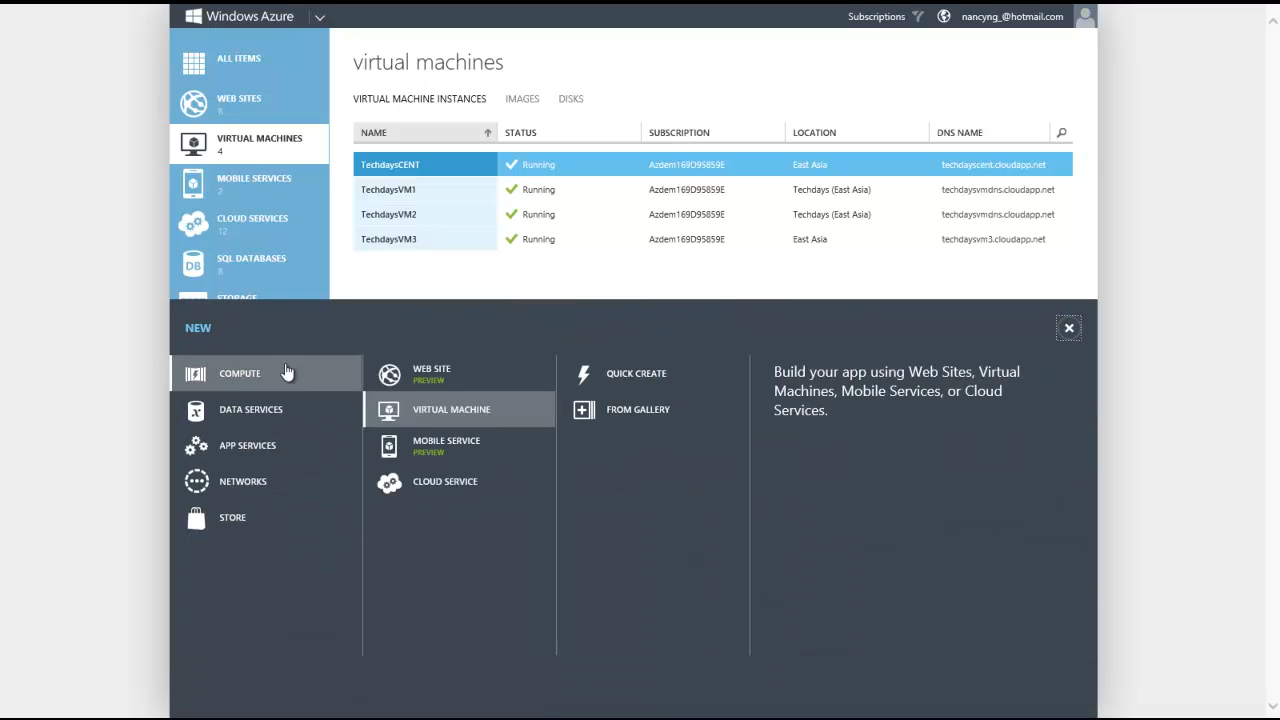 Windows Azure
Subscriptions
nancyng_@hotmail.com
ALL ITEMS
WEB SITES
8
VIRTUAL MACHINES
4
MOBILE SERVICES
2
CLOUD SERVICES
12
SQL DATABASES
8
STORAGE
virtual machines
VIRTUAL MACHINE INSTANCES IMAGES DISKS
NAME STATUS SUBSCRIPTION LOCATION DNS NAME
TechdaysCENT Running Azdem169D95859E East Asia techdayscent.cloudapp.net
TechdaysVM1 Running Azdem169D95859E Techdays (East Asia) techdaysvmdns.cloudapp.net
TechdaysVM2 Running Azdem169D95859E Techdays (East Asia) techdaysvmdns.cloudapp.net
TechdaysVM3 Running Azdem169D95859E East Asia techdaysvm3.cloudapp.net
NEW
COMPUTE
DATA SERVICES
APP SERVICES
NETWORKS
STORE
WEB SITE
PREVIEW
VIRTUAL MACHINE
MOBILE SERVICE
PREVIEW
CLOUD SERVICE
QUICK CREATE
FROM GALLERY
Build your app using Web Sites, Virtual
Machines, Mobile Services, or Cloud
Services.